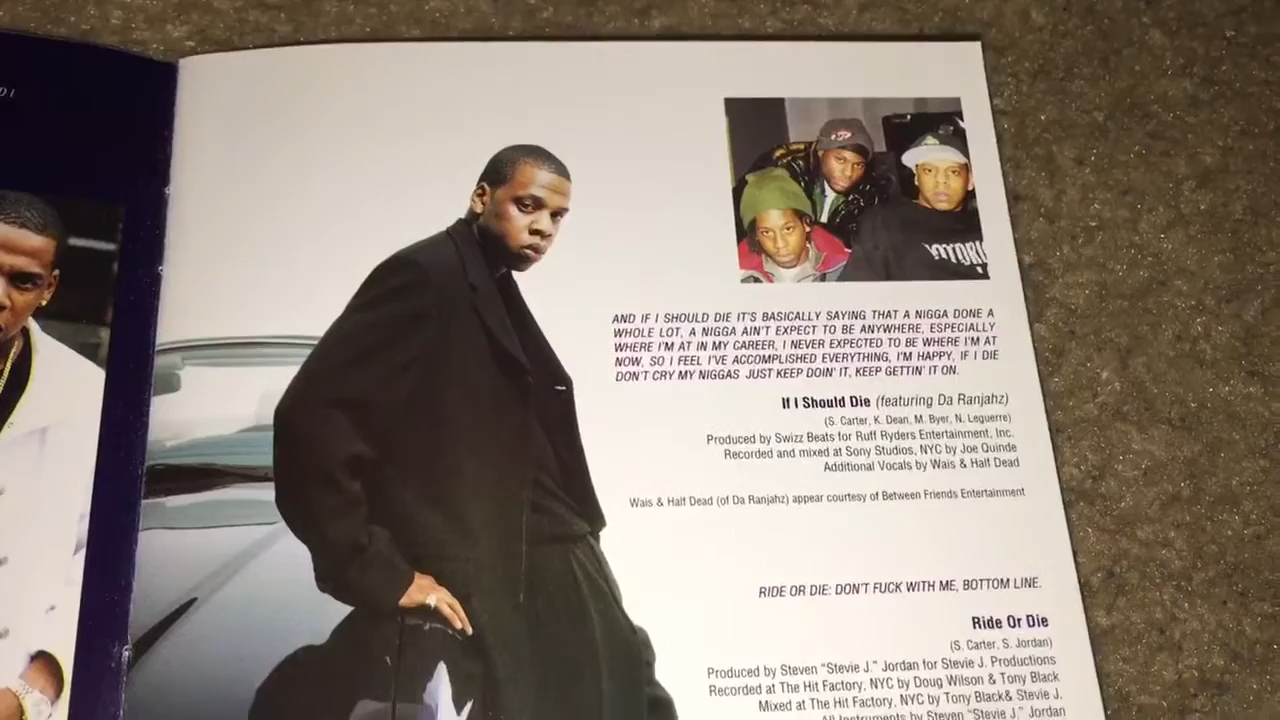 AND IF I SHOULD DIE IT'S BASICALLY SAYING THAT A NIGGA DONE A
WHOLE LOT, A NIGGA AIN'T EXPECT TO BE ANYWHERE, ESPECIALLY
WHERE I'M AT IN MY CAREER, I NEVER EXPECTED TO BE WHERE I'M AT
NOW, SO I FEEL I'VE ACCOMPLISHED EVERYTHING, I'M HAPPY, IF I DIE
DON'T CRY MY NIGGAS JUST KEEP DOIN' IT, KEEP GETTIN' IT ON.
If I Should Die (featuring Da Ranjahz)
(S. Carter, K. Dean, M. Byer, N. Leguerre)
Produced by Swizz Beats for Ruff Ryders Entertainment, Inc.
Recorded and mixed at Sony Studios, NYC by Joe Quinde
Additional Vocals by Wais & Half Dead
Wais & Half Dead (of Da Ranjahz) appear courtesy of Between Friends Entertainment
RIDE OR DIE: DON'T FUCK WITH ME, BOTTOM LINE.
Ride Or Die
(S. Carter, S. Jordan)
Produced by Steven "Stevie J." Jordan for Stevie J. Productions
Recorded at The Hit Factory, NYC by Doug Wilson & Tony Black
Mixed at The Hit Factory, NYC by Tony Black& Stevie J.
All Instruments by Steven "Stevie J." Jordan